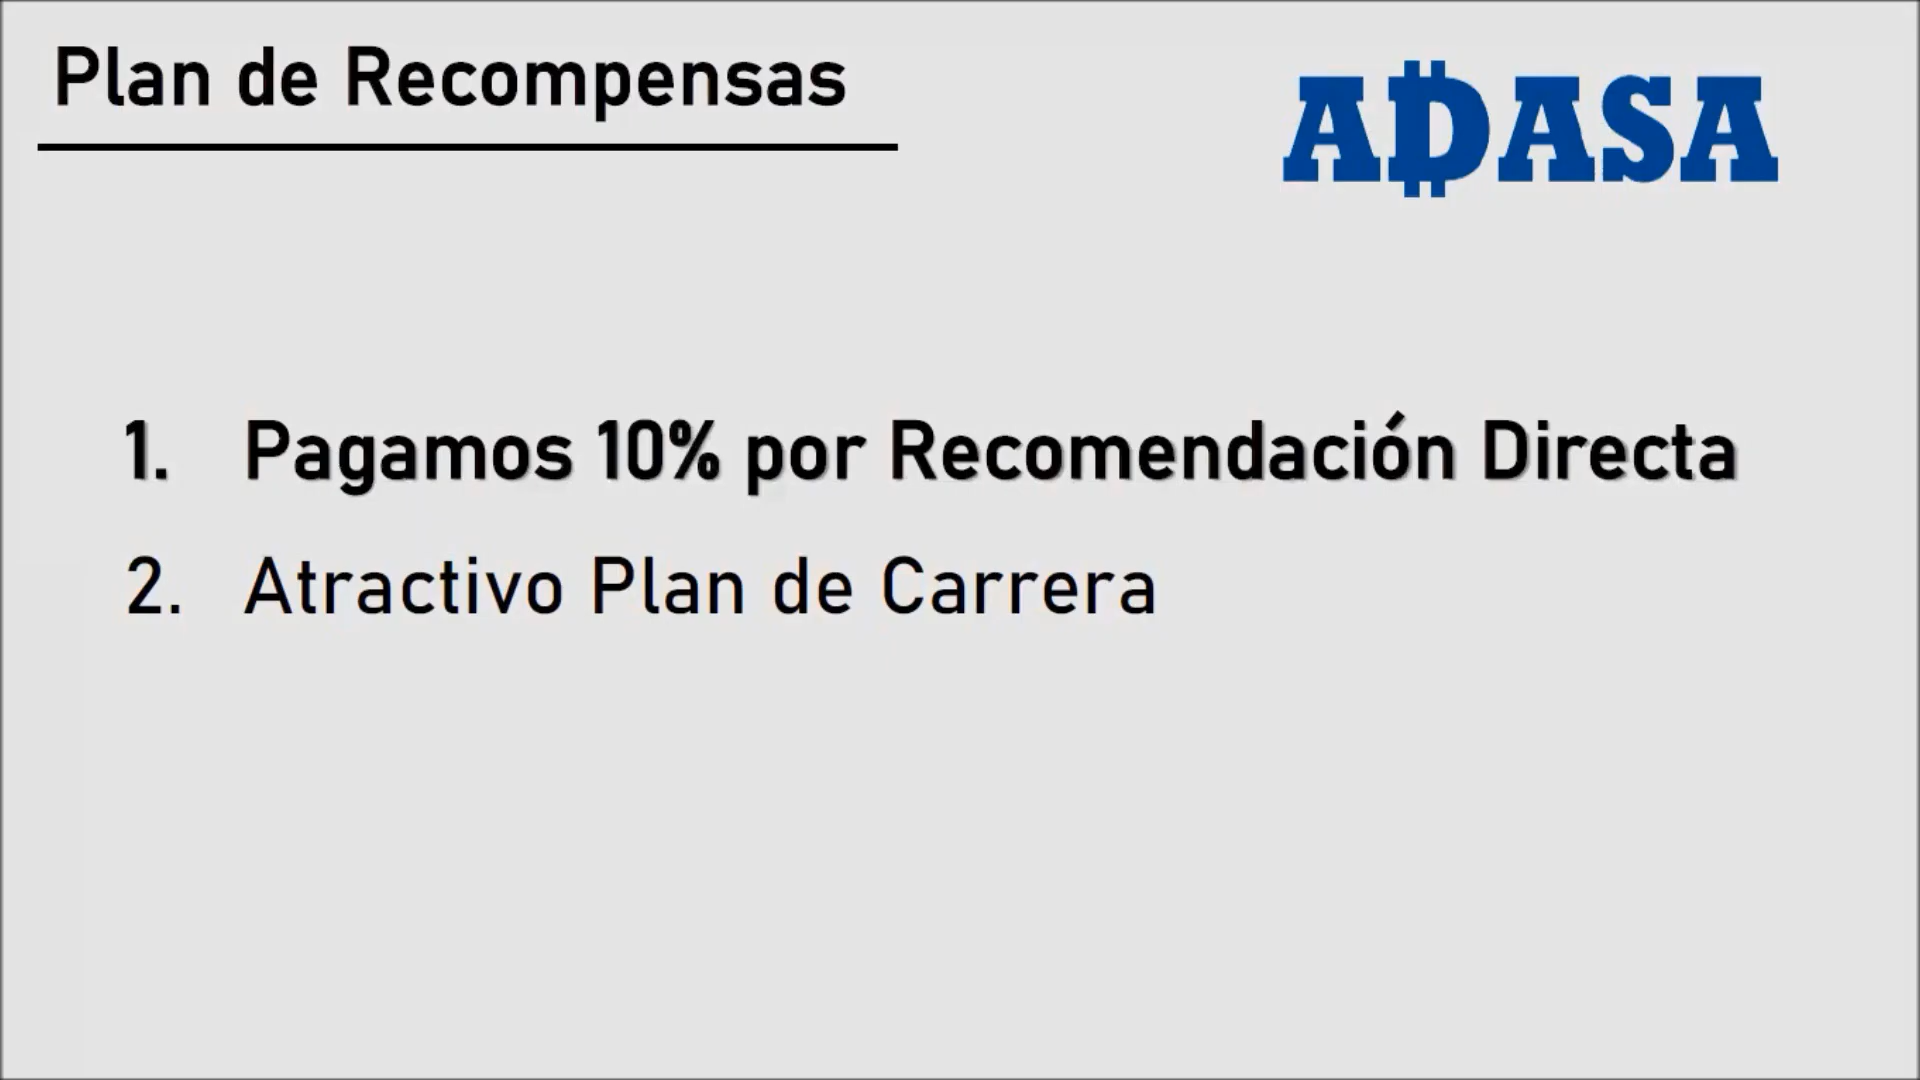 Plan de Recompensas
ADASA
1. Pagamos 10% por Recomendación Directa
2. Atractivo Plan de Carrera